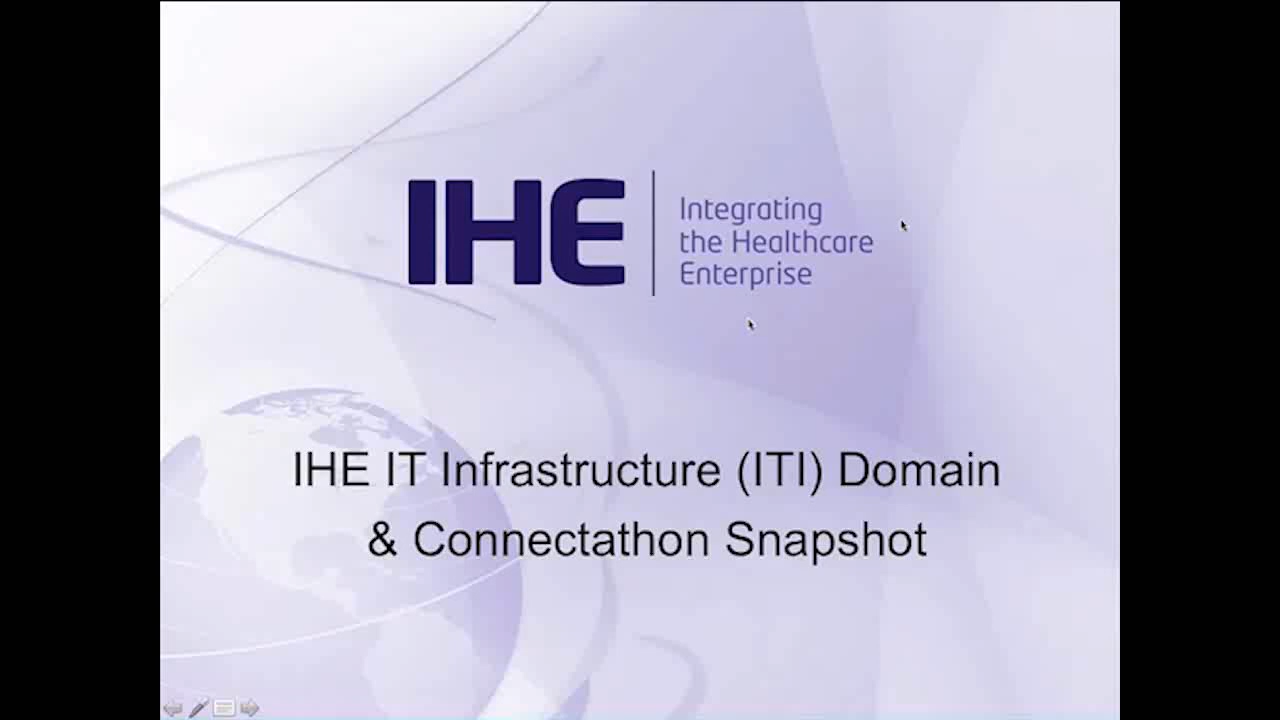 IHE
Integrating
the Healthcare
Enterprise
IHE IT Infrastructure (ITI) Domain
& Connectathon Snapshot